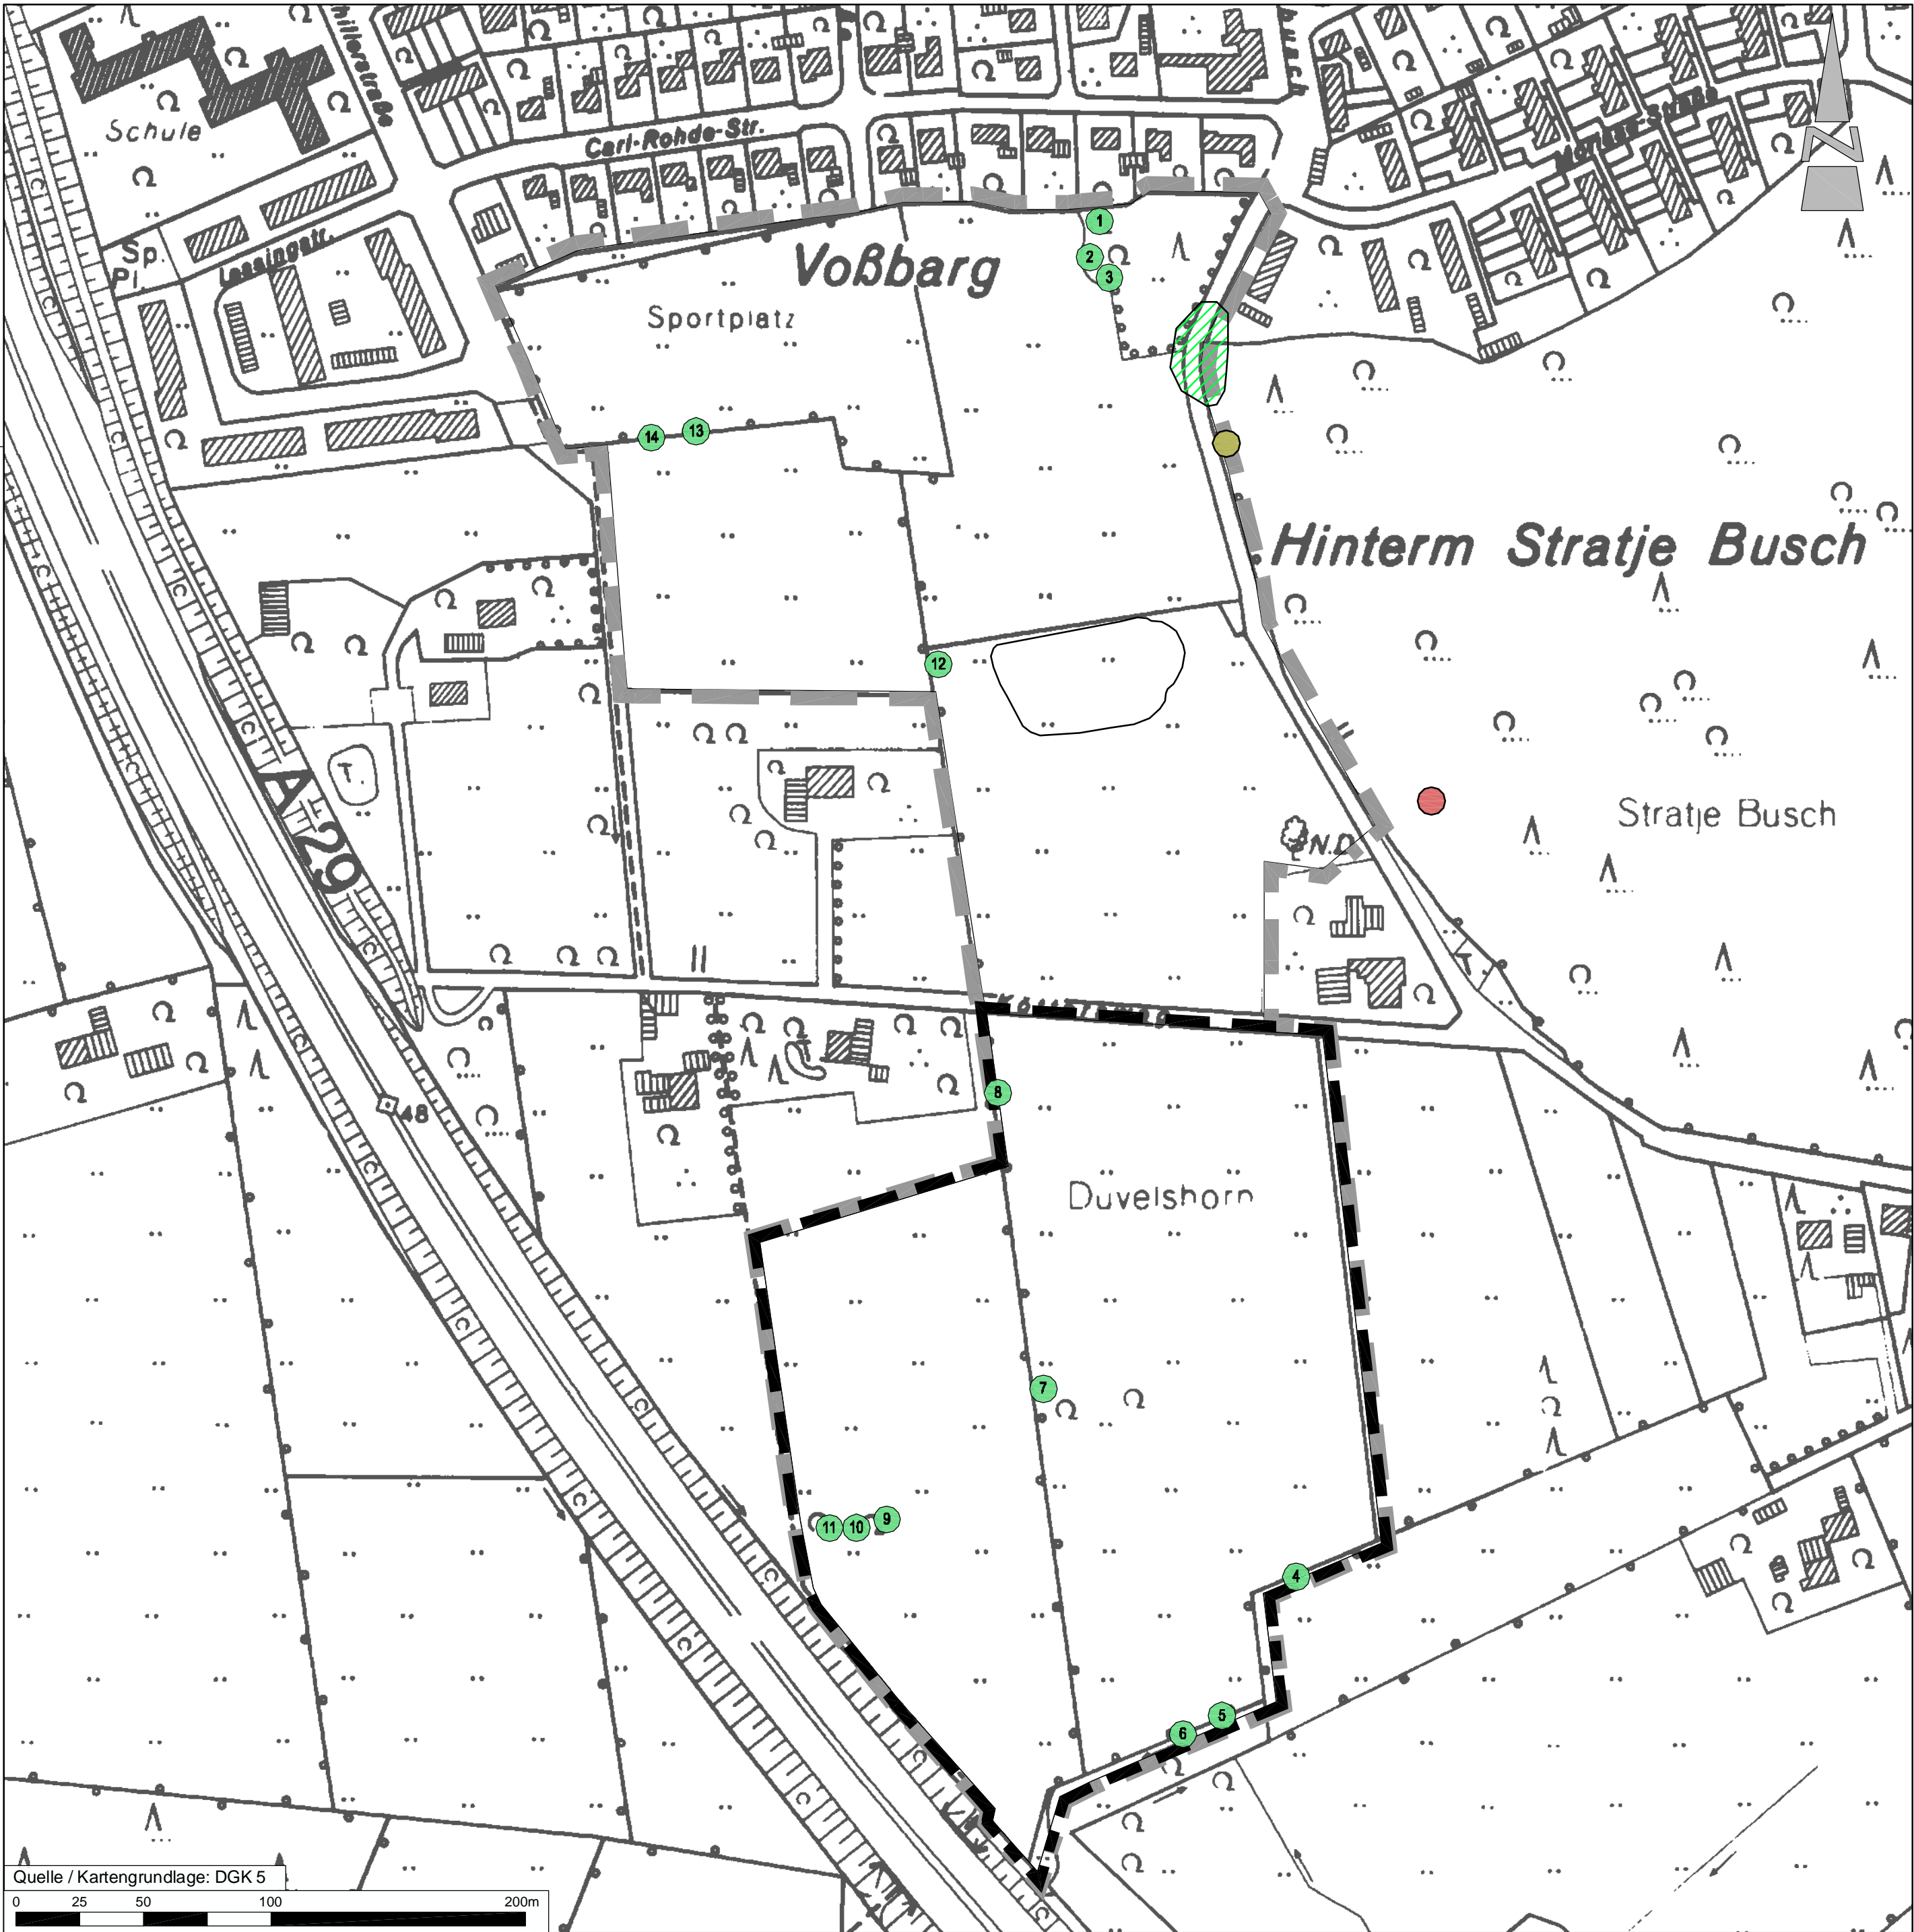 Schule
Carl-Rohde-Str.
Sp.
Pl.
Lessingstr.
N
Voßbarg
Sportplatz
1
2
3
14
13
Hinterm Stratje Busch
12
T.
A 29
N.D.
Stratje Busch
T.
8
48
Düvelshorn
7
11
10
9
4
5
6
Quelle / Kartengrundlage: DGK 5
0 25 50 100 200m